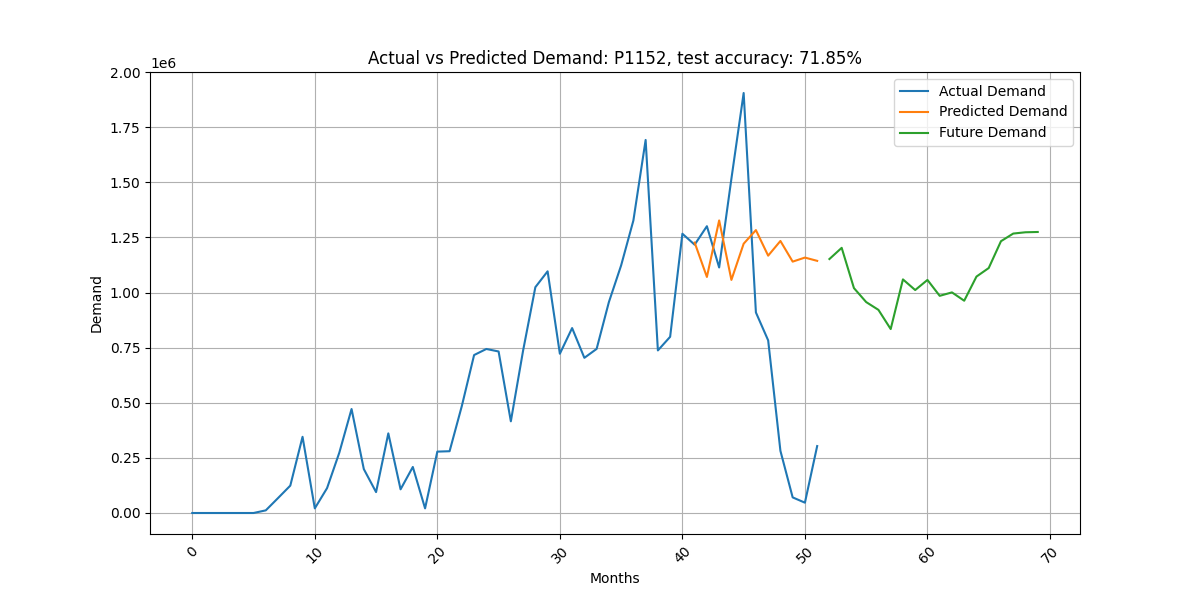 Actual vs Predicted Demand: P1152, test accuracy: 71.85%
1e6
2.00
1.75
1.50
1.25
1.00
0.75
0.50
0.25
0.00
Demand
Actual Demand
Predicted Demand
Future Demand
0
10
20
30
40
50
60
70
Months